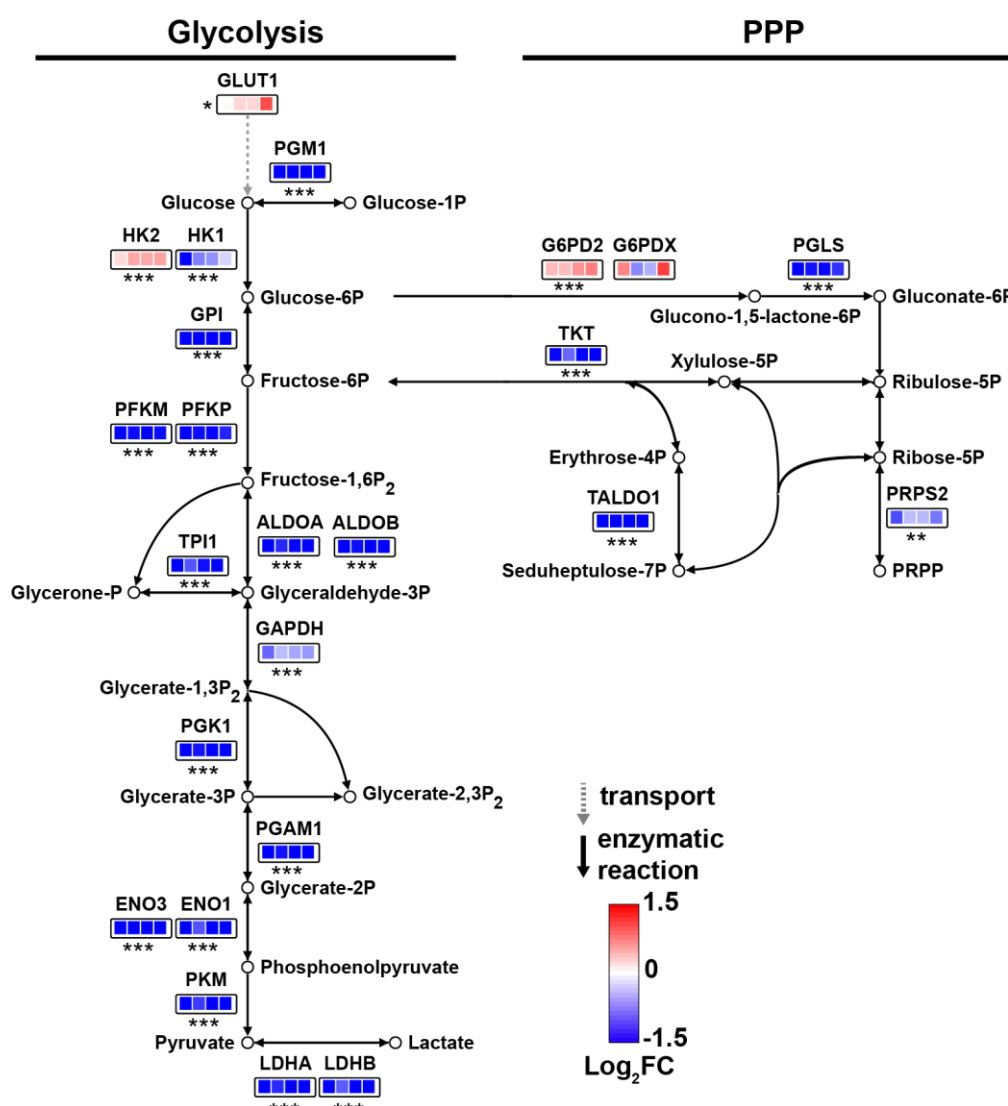 Glycolysis PPP
GLUT1
*
PGM1
***
Glucose Glucose-1P
HK2 HK1
*** ***
G6PD2 G6PDX PGLS
*** ***
Glucose-6P Glucono-1,5-lactone-6P Gluconate-6P
GPI
***
TKT
***
Xylulose-5P
Fructose-6P Ribulose-5P
PFKM PFKP
*** ***
Erythrose-4P Ribose-5P
Fructose-1,6P2
PRPS2
**
TALDO1
***
ALDOA ALDOB
*** ***
TPI1
***
Seduheptulose-7P PRPP
Glycerone-P Glyceraldehyde-3P
GAPDH
***
Glycerate-1,3P2
PGK1
***
Glycerate-3P Glycerate-2,3P2
transport
enzymatic
reaction
PGAM1
***
Glycerate-2P
ENO3 ENO1
*** ***
1.5
0
-1.5
Log2FC
Phosphoenolpyruvate
PKM
***
Pyruvate Lactate
LDHA LDHB
*** ***